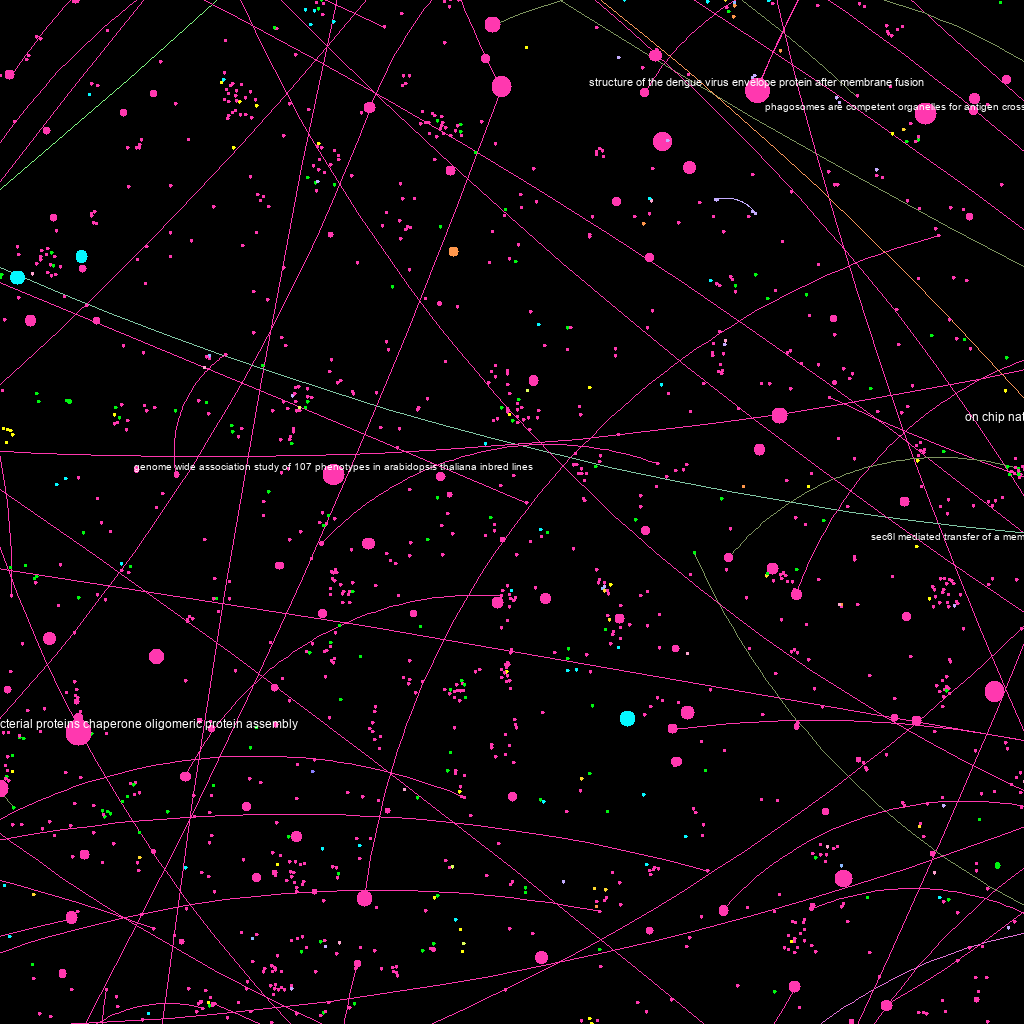 structure of the dengue virus envelope protein after membrane fusion
phagosomes are competent organelles for antigen cross
on chip nat
genome wide association study of 107 phenotypes in arabidopsis thaliana inbred lines
sec6l mediated transfer of a mem
cterial proteins chaperone oligomeric protein assembly